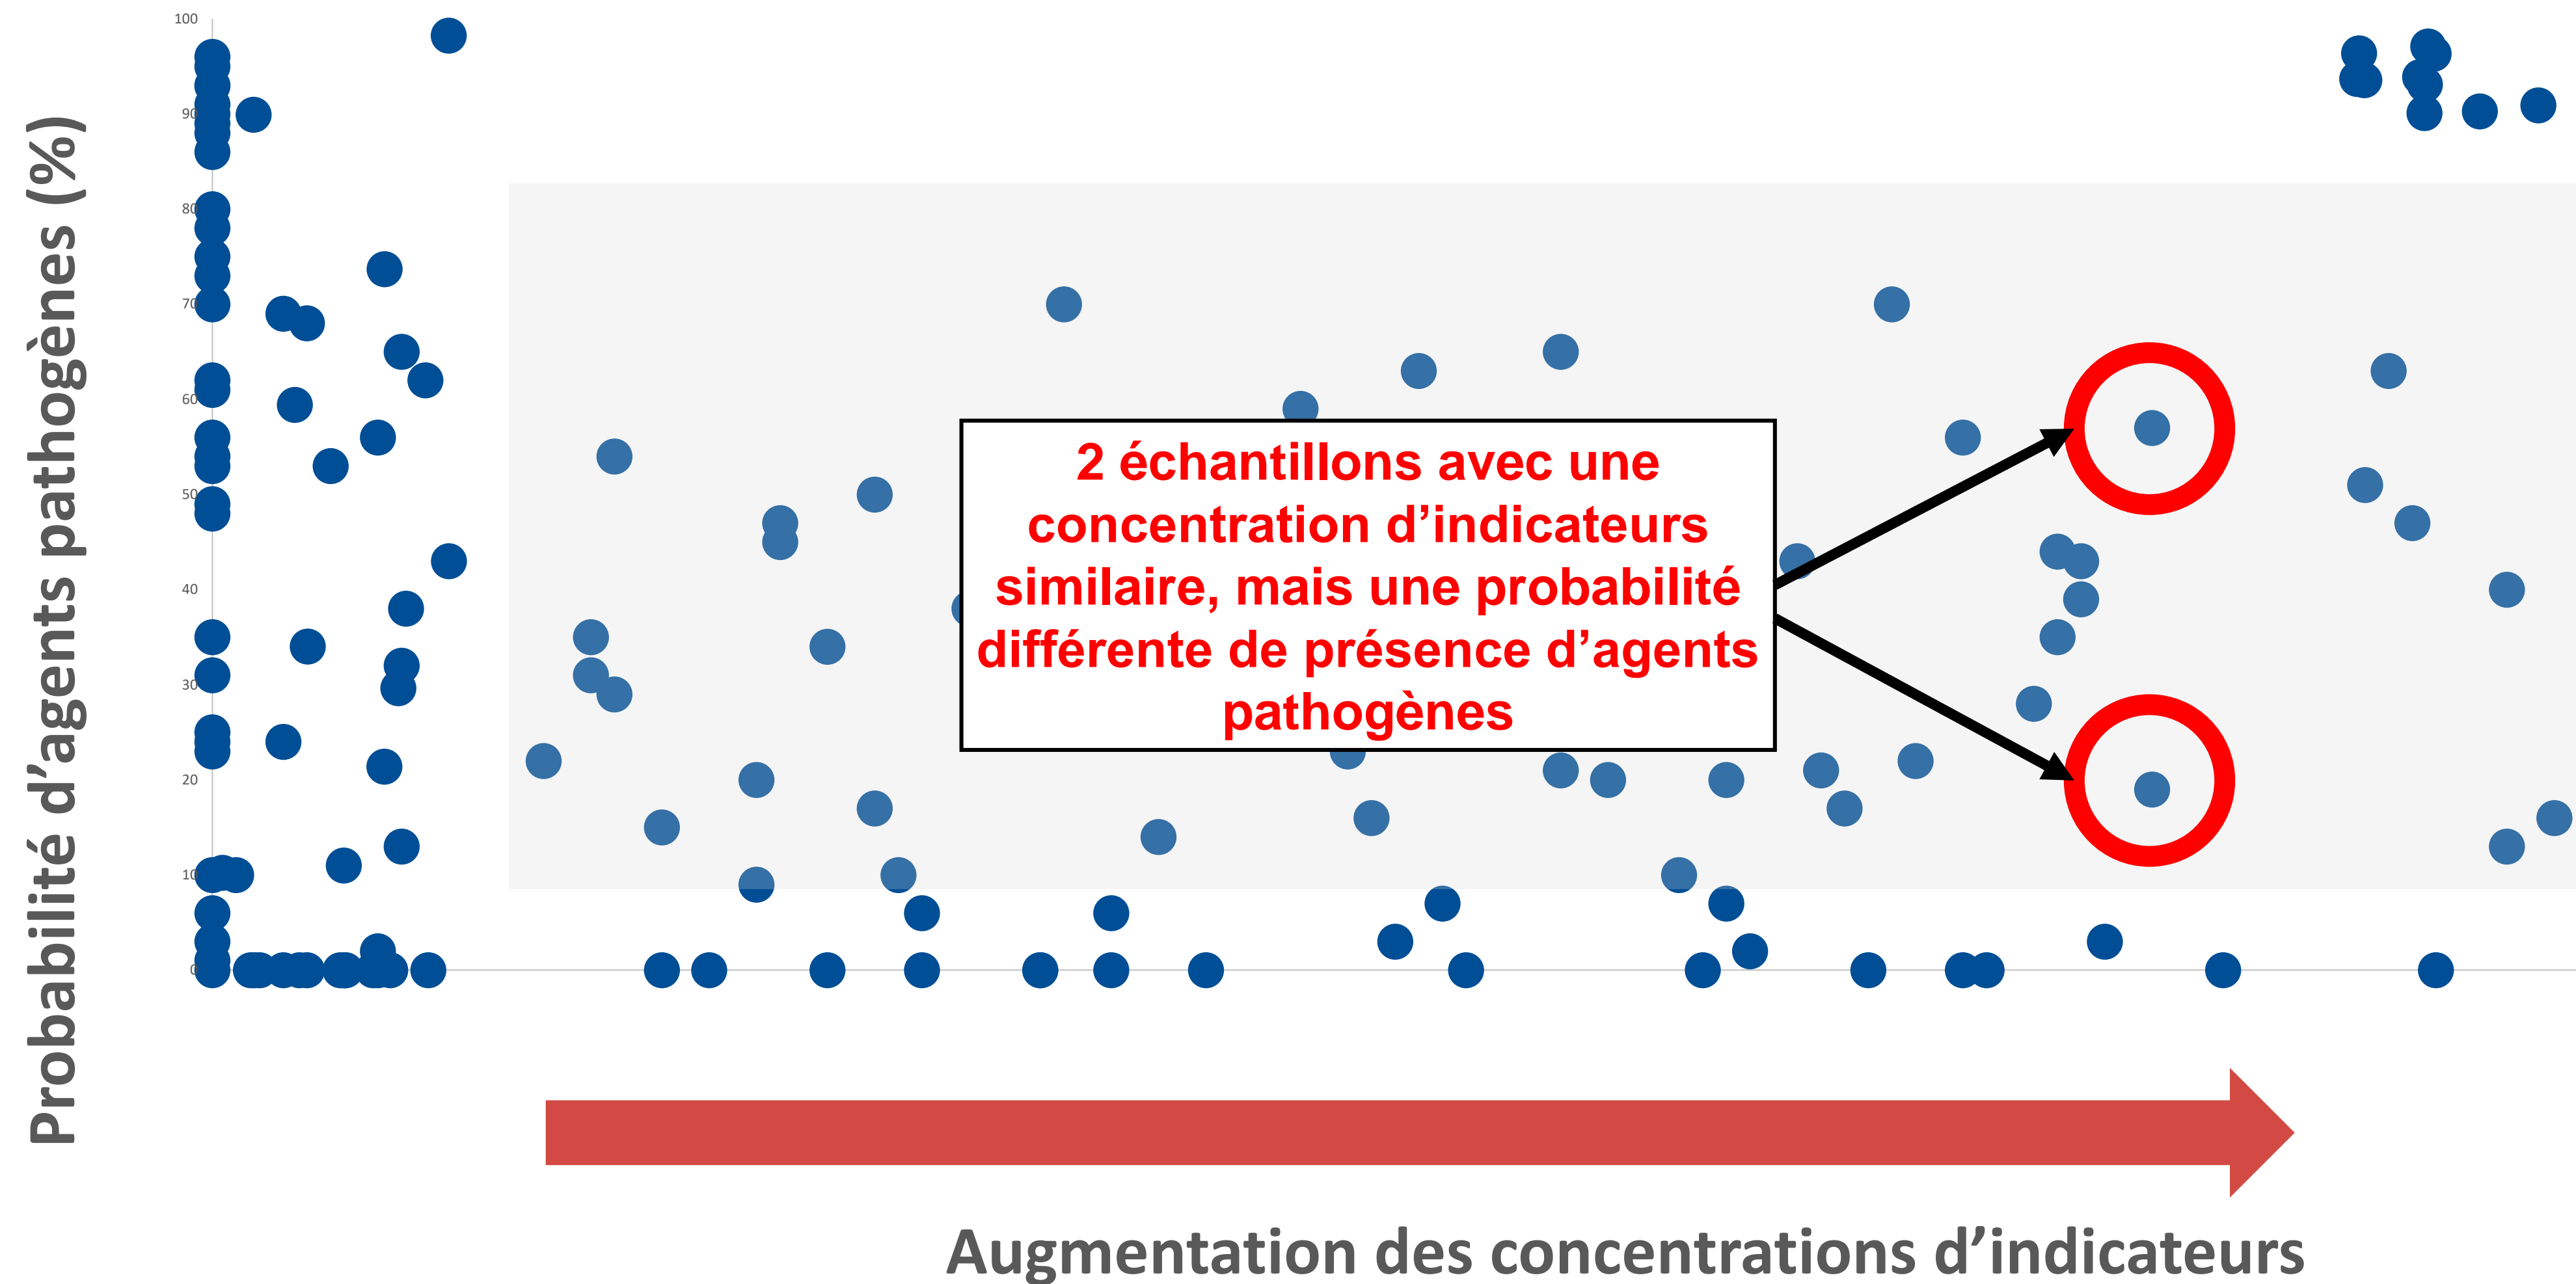 Probabilité d’agents pathogènes (%)
100
90
80
70
60
50
40
30
20
10
0
2 échantillons avec une
concentration d’indicateurs
similaire, mais une probabilité
différente de présence d’agents
pathogènes
Augmentation des concentrations d’indicateurs